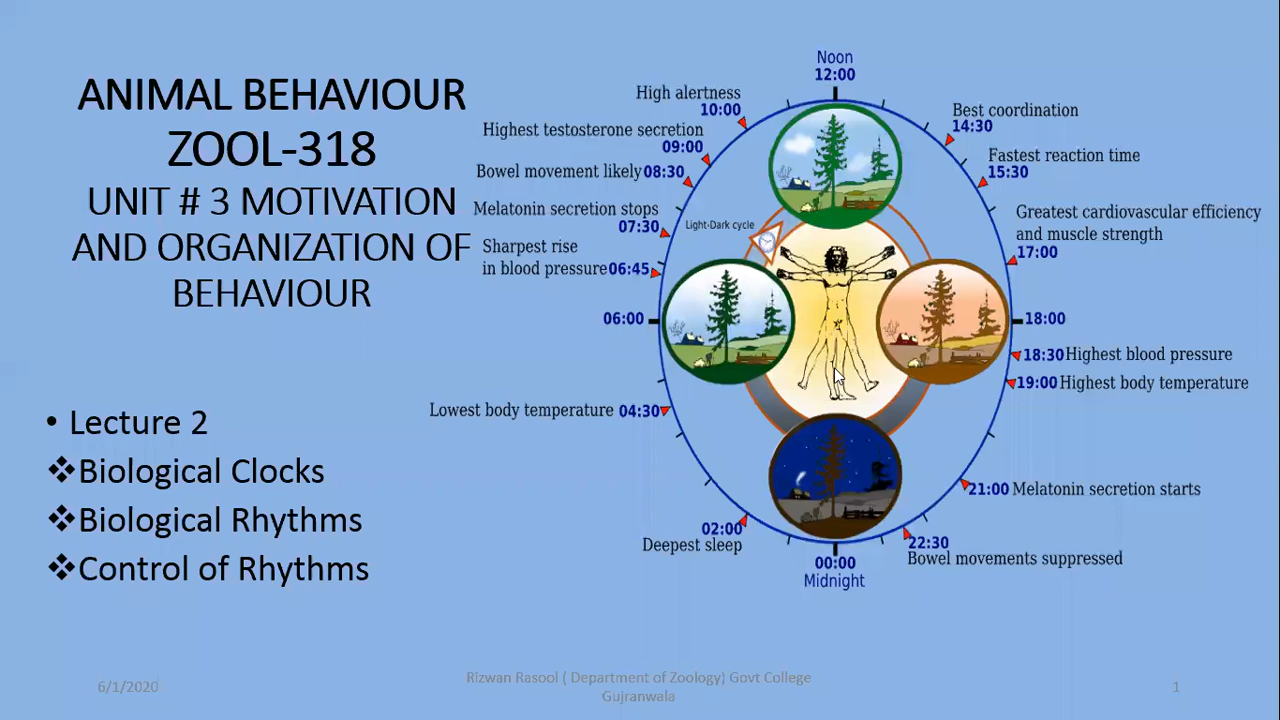 ANIMAL BEHAVIOUR
ZOOL-318
UNIT # 3 MOTIVATION
AND ORGANIZATION OF
BEHAVIOUR
• Lecture 2
❖Biological Clocks
❖Biological Rhythms
❖Control of Rhythms
Noon
12:00
High alertness
10:00
Highest testosterone secretion
09:00
Bowel movement likely 08:30
Melatonin secretion stops
07:30
Light-Dark cycle
Sharpest rise
in blood pressure 06:45
06:00
Lowest body temperature 04:30
02:00
Deepest sleep
00:00
Midnight
Best coordination
14:30
Fastest reaction time
15:30
Greatest cardiovascular efficiency
and muscle strength
17:00
18:00
18:30 Highest blood pressure
19:00 Highest body temperature
21:00 Melatonin secretion starts
22:30
Bowel movements suppressed
6/1/2020
Rizwan Rasool ( Department of Zoology) Govt College
Gujranwala
1